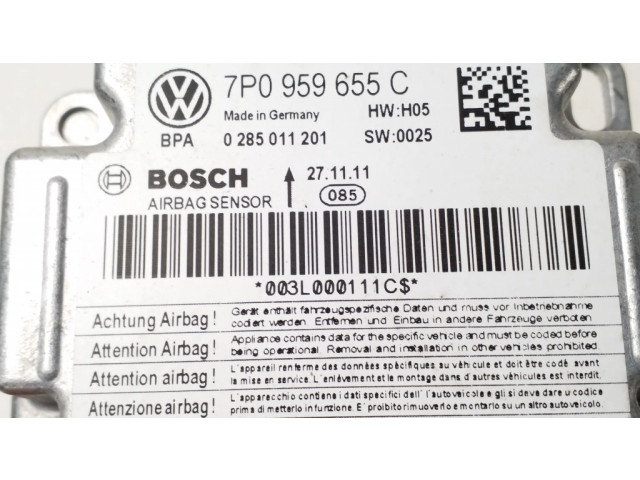 7P0 959 655 C
Made in Germany HW:H05
BPA 0 285 011 201 SW:0025
BOSCH 27.11.11
AIRBAG SENSOR 085
*003L000111C$*
Achtung Airbag! Gerät enthält fahrzeugspezifische Daten und muss vor Inbetriebnahme
codiert werden. Entfernen und Einbau in andere Fahrzeuge verboten
Attention Airbag! Appliance contains data for the specific vehicle and must be coded before
being operational. Removal and installation in other vehicles prohibited
Attention airbag! L'appareil renferme des données spécifiques au véhicule et doit être codé avant
la mise en service. L'enlèvement et le montage dans d'autres véhicules est interdit.
Attenzione airbag! L'apparecchio contiene i dati specifici dell'l'autoveicolo e gli si deve dare u codice
prima di metterlo in funzione. E' proibito rimuoverlo e montarlo su un altro autoveicolo.